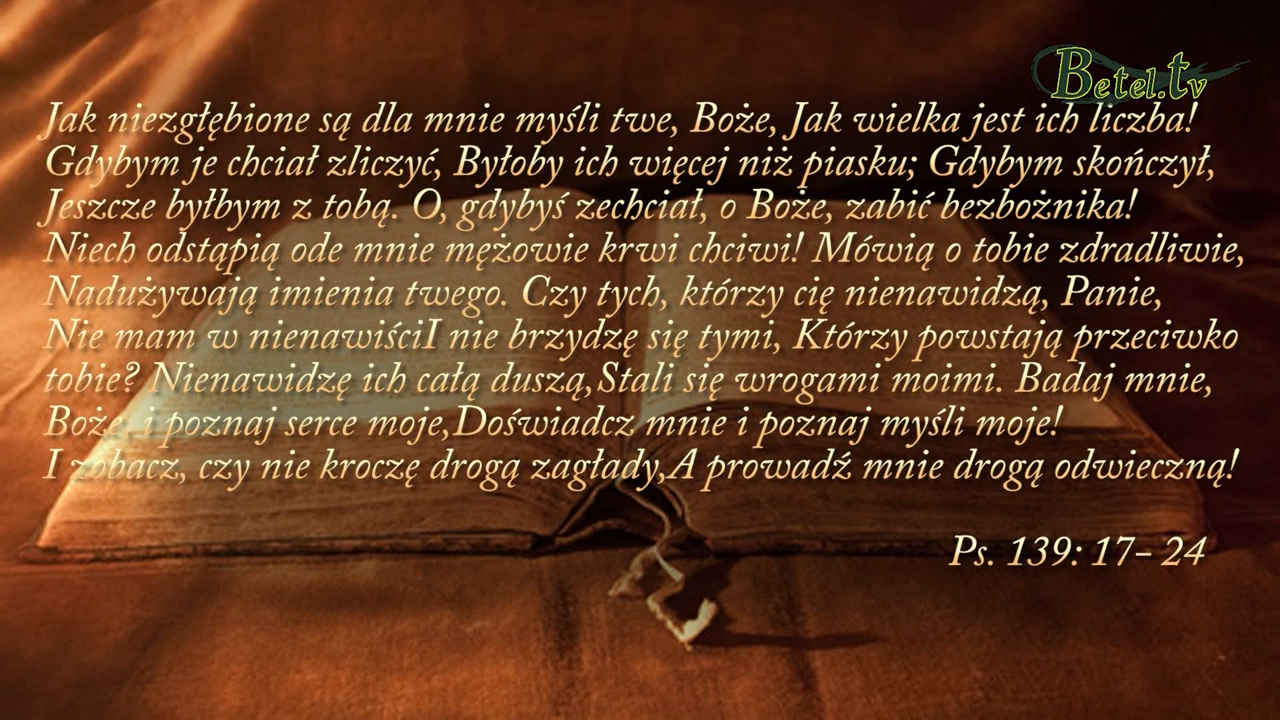 Betel.tv
Jak niezgłębione są dla mnie myśli twe, Boże, Jak wielka jest ich liczba!
Gdybym je chciał zliczyć, Byłoby ich więcej niż piasku; Gdybym skończył,
Jeszcze byłbym z tobą. O, gdybyś zechciał, o Boże, zabić bezbożnika!
Niech odstąpią ode mnie mężowie krwi chciwi! Mówią o tobie zdradliwie,
Nadużywają imienia twego. Czy tych, którzy cię nienawidzą, Panie,
Nie mam w nienawiściI nie brzydzę się tymi, Którzy powstają przeciwko
tobie? Nienawidzę ich całą duszą,Stali się wrogami moimi. Badaj mnie,
Boże, i poznaj serce moje,Doświadcz mnie i poznaj myśli moje!
I zobacz, czy nie kroczę drogą zagłady,A prowadź mnie drogą odwieczną!
Ps. 139: 17- 24